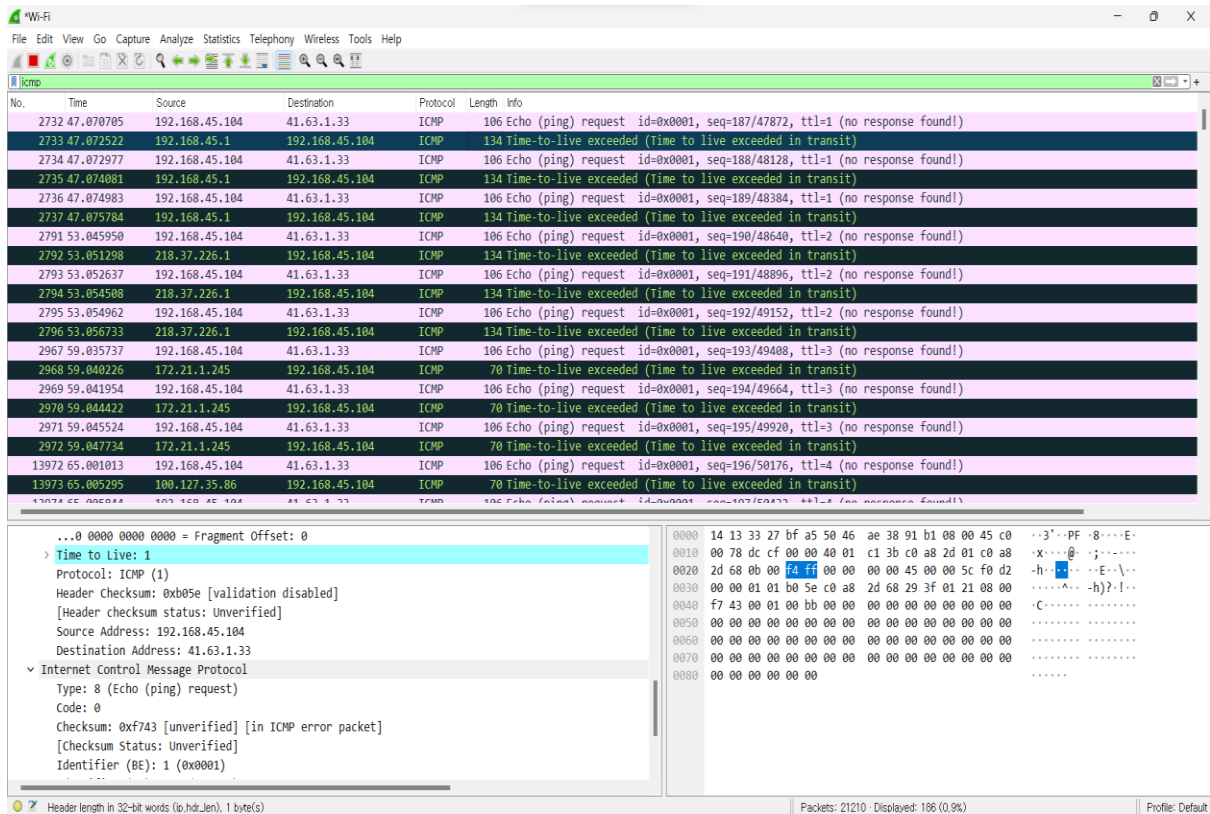 *Wi-Fi
File Edit View Go Capture Analyze Statistics Telephony Wireless Tools Help
icmp
No. Time Source Destination Protocol Length Info
2732 47.070705 192.168.45.104 41.63.1.33 ICMP 106 Echo (ping) request id=0x0001, seq=187/47872, ttl=1 (no response found!)
2733 47.072522 192.168.45.1 192.168.45.104 ICMP 134 Time-to-live exceeded (Time to live exceeded in transit)
2734 47.072977 192.168.45.104 41.63.1.33 ICMP 106 Echo (ping) request id=0x0001, seq=188/48128, ttl=1 (no response found!)
2735 47.074081 192.168.45.1 192.168.45.104 ICMP 134 Time-to-live exceeded (Time to live exceeded in transit)
2736 47.074983 192.168.45.104 41.63.1.33 ICMP 106 Echo (ping) request id=0x0001, seq=189/48384, ttl=1 (no response found!)
2737 47.075784 192.168.45.1 192.168.45.104 ICMP 134 Time-to-live exceeded (Time to live exceeded in transit)
2791 53.045950 192.168.45.104 41.63.1.33 ICMP 106 Echo (ping) request id=0x0001, seq=190/48640, ttl=2 (no response found!)
2792 53.051298 218.37.226.1 192.168.45.104 ICMP 134 Time-to-live exceeded (Time to live exceeded in transit)
2793 53.052637 192.168.45.104 41.63.1.33 ICMP 106 Echo (ping) request id=0x0001, seq=191/48896, ttl=2 (no response found!)
2794 53.054508 218.37.226.1 192.168.45.104 ICMP 134 Time-to-live exceeded (Time to live exceeded in transit)
2795 53.054962 192.168.45.104 41.63.1.33 ICMP 106 Echo (ping) request id=0x0001, seq=192/49152, ttl=2 (no response found!)
2796 53.056733 218.37.226.1 192.168.45.104 ICMP 134 Time-to-live exceeded (Time to live exceeded in transit)
2967 59.035737 192.168.45.104 41.63.1.33 ICMP 106 Echo (ping) request id=0x0001, seq=193/49408, ttl=3 (no response found!)
2968 59.040226 172.21.1.245 192.168.45.104 ICMP 70 Time-to-live exceeded (Time to live exceeded in transit)
2969 59.041954 192.168.45.104 41.63.1.33 ICMP 106 Echo (ping) request id=0x0001, seq=194/49664, ttl=3 (no response found!)
2970 59.044422 172.21.1.245 192.168.45.104 ICMP 70 Time-to-live exceeded (Time to live exceeded in transit)
2971 59.045524 192.168.45.104 41.63.1.33 ICMP 106 Echo (ping) request id=0x0001, seq=195/49920, ttl=3 (no response found!)
2972 59.047734 172.21.1.245 192.168.45.104 ICMP 70 Time-to-live exceeded (Time to live exceeded in transit)
13972 65.001013 192.168.45.104 41.63.1.33 ICMP 106 Echo (ping) request id=0x0001, seq=196/50176, ttl=4 (no response found!)
13973 65.005295 100.127.35.86 192.168.45.104 ICMP 70 Time-to-live exceeded (Time to live exceeded in transit)
...0 0000 0000 0000 = Fragment Offset: 0
Time to Live: 1
Protocol: ICMP (1)
Header Checksum: 0xb05e [validation disabled]
[Header checksum status: Unverified]
Source Address: 192.168.45.104
Destination Address: 41.63.1.33
Internet Control Message Protocol
Type: 8 (Echo (ping) request)
Code: 0
Checksum: 0xf743 [unverified] [in ICMP error packet]
[Checksum Status: Unverified]
Identifier (BE): 1 (0x0001)
0000 14 13 33 27 bf a5 50 46 ae 38 91 b1 08 00 45 c0 ··3'··PF ·8····E·
0010 00 78 dc cf 00 00 40 01 c1 3b c0 a8 2d 01 c0 a8 ·x····@· ·;··-···
0020 2d 68 0b 00 f4 ff 00 00 00 00 45 00 00 5c f0 d2 -h······ ··E··\··
0030 00 00 01 01 b0 5e c0 a8 2d 68 29 3f 01 21 08 00 ·····^·· -h)?·!··
0040 f7 43 00 01 00 bb 00 00 00 00 00 00 00 00 00 00 ·C······ ········
0050 00 00 00 00 00 00 00 00 00 00 00 00 00 00 00 00 ········ ········
0060 00 00 00 00 00 00 00 00 00 00 00 00 00 00 00 00 ········ ········
0070 00 00 00 00 00 00 00 00 00 00 00 00 00 00 00 00 ········ ········
0080 00 00 00 00 00 00 ······
Header length in 32-bit words (ip.hdr_len), 1 byte(s)
Packets: 21210 · Displayed: 186 (0.9%)
Profile: Default